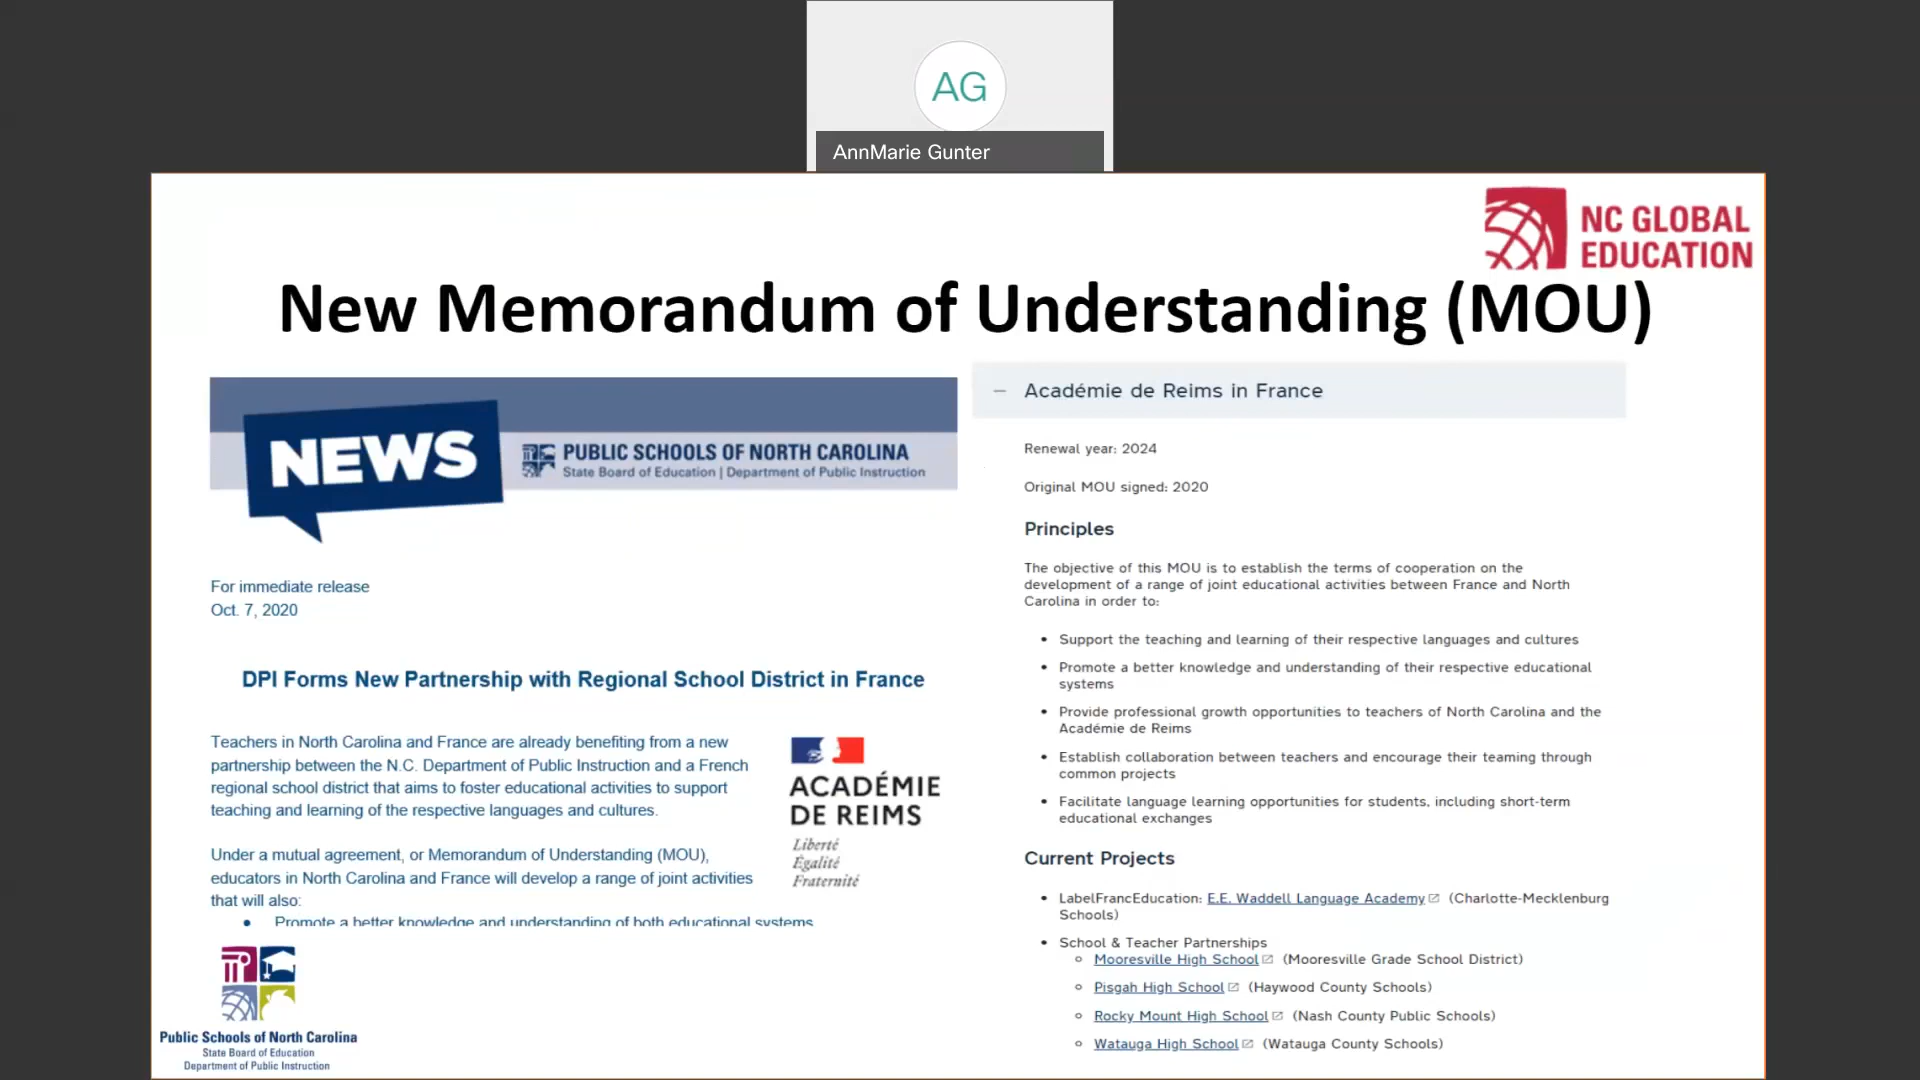 AG
AnnMarie Gunter
NC GLOBAL
EDUCATION
New Memorandum of Understanding (MOU)
NEWS
PUBLIC SCHOOLS OF NORTH CAROLINA
State Board of Education | Department of Public Instruction
For immediate release
Oct. 7, 2020
DPI Forms New Partnership with Regional School District in France
Teachers in North Carolina and France are already benefiting from a new
partnership between the N.C. Department of Public Instruction and a French
regional school district that aims to foster educational activities to support
teaching and learning of the respective languages and cultures.
Under a mutual agreement, or Memorandum of Understanding (MOU),
educators in North Carolina and France will develop a range of joint activities
that will also:
• Promote a better knowledge and understanding of both educational systems
ACADÉMIE
DE REIMS
Liberté
Égalité
Fraternité
Public Schools of North Carolina
State Board of Education
Department of Public Instruction
— Académie de Reims in France
Renewal year: 2024
Original MOU signed: 2020
Principles
The objective of this MOU is to establish the terms of cooperation on the
development of a range of joint educational activities between France and North
Carolina in order to:
• Support the teaching and learning of their respective languages and cultures
• Promote a better knowledge and understanding of their respective educational
systems
• Provide professional growth opportunities to teachers of North Carolina and the
Académie de Reims
• Establish collaboration between teachers and encourage their teaming through
common projects
• Facilitate language learning opportunities for students, including short-term
educational exchanges
Current Projects
• LabelFrancEducation: E.E. Waddell Language Academy (Charlotte-Mecklenburg
Schools)
• School & Teacher Partnerships
○ Mooresville High School (Mooresville Grade School District)
○ Pisgah High School (Haywood County Schools)
○ Rocky Mount High School (Nash County Public Schools)
○ Watauga High School (Watauga County Schools)